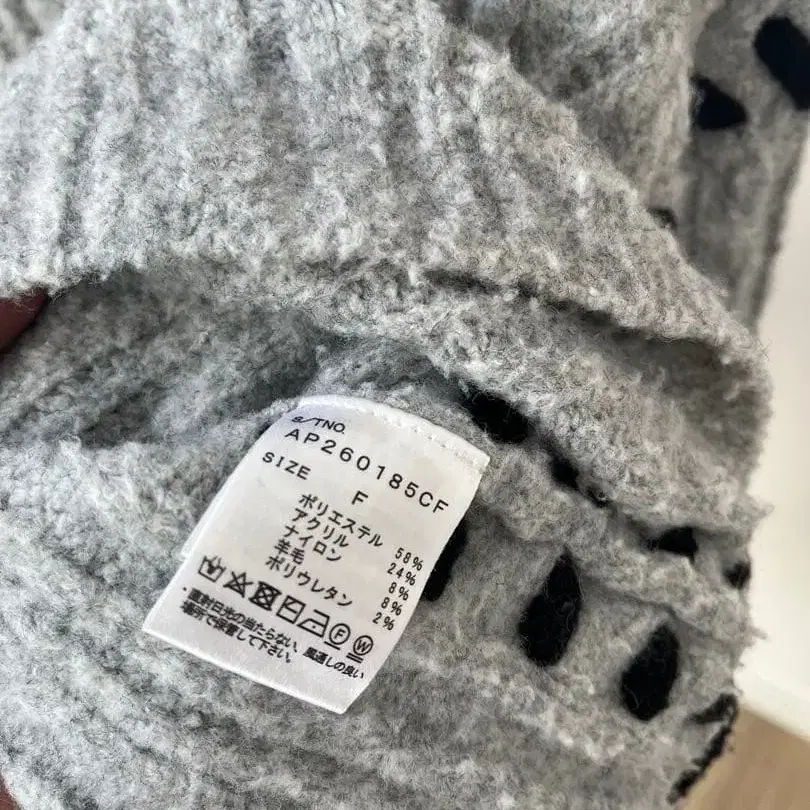 S/TNO.
AP260185CF
SIZE F
ポリエステル 58%
アクリル 24%
ナイロン 8%
羊毛 8%
ポリウレタン 2%
Ⓕ Ⓦ
・直射日光の当たらない、風通しの良い
場所で保管して下さい。